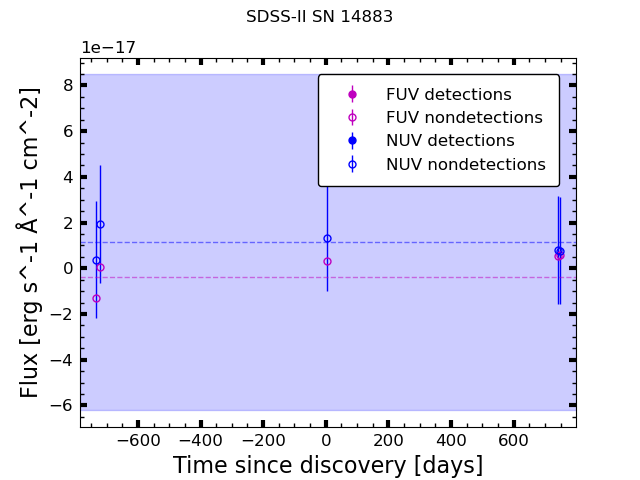 SDSS-II SN 14883
1e−17
8
6
4
2
0
−2
−4
−6
Flux [erg s^-1 Å^-1 cm^-2]
FUV detections
FUV nondetections
NUV detections
NUV nondetections
−600 −400 −200 0 200 400 600
Time since discovery [days]